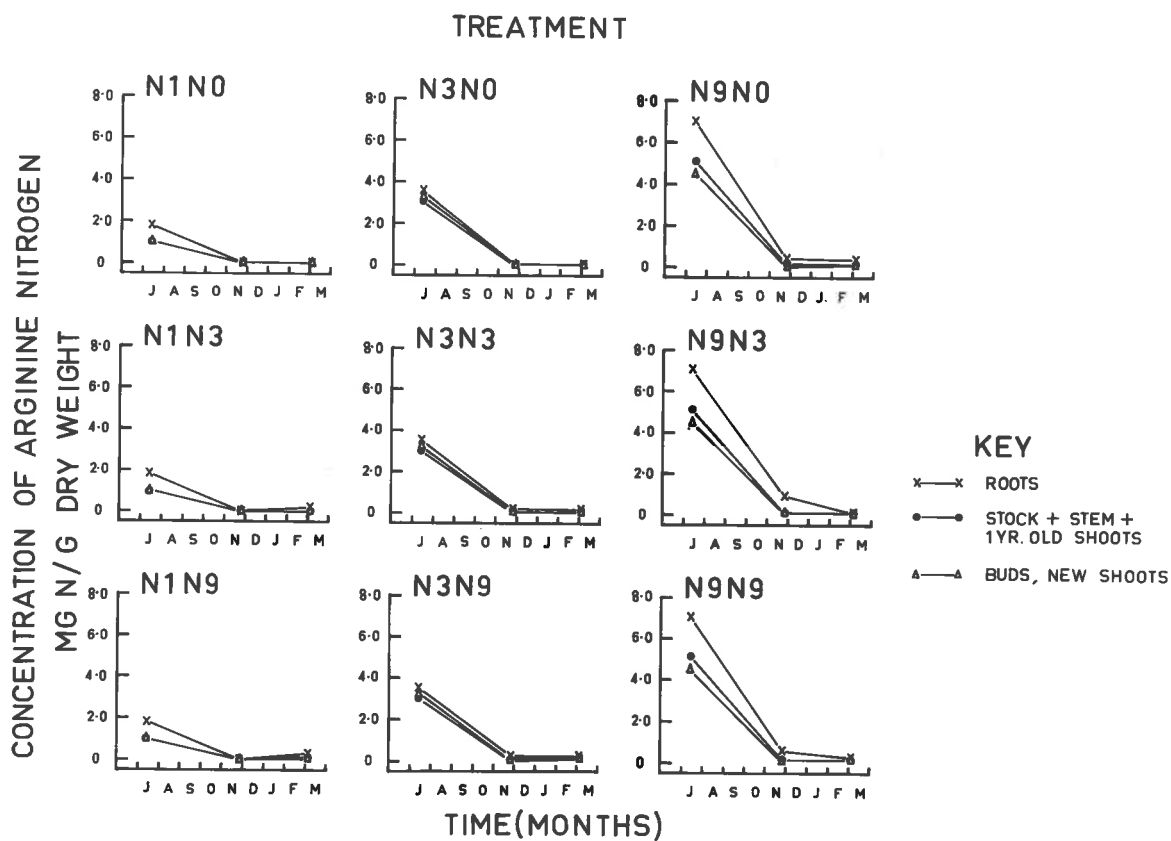 TREATMENT
CONCENTRATION OF ARGININE NITROGEN
MG N/G DRY WEIGHT
N1N0
8·0
6·0
4·0
2·0
0
J A S O N D J F M
N3N0
8·0
6·0
4·0
2·0
0
J A S O N D J F M
N9N0
8·0
6·0
4·0
2·0
0
J A S O N D J. F M
N1N3
8·0
6·0
4·0
2·0
0
J A S O N D J F M
N3N3
8·0
6·0
4·0
2·0
0
J A S O N D J F M
N9N3
8·0
6·0
4·0
2·0
0
J A S O N D J F M
N1N9
8·0
6·0
4·0
2·0
0
J A S O N D J F M
N3N9
8·0
6·0
4·0
2·0
0
J A S O N D J F M
N9N9
8·0
6·0
4·0
2·0
0
J A S O N D J F M
TIME(MONTHS)
KEY
ROOTS
STOCK + STEM +
1YR. OLD SHOOTS
BUDS, NEW SHOOTS